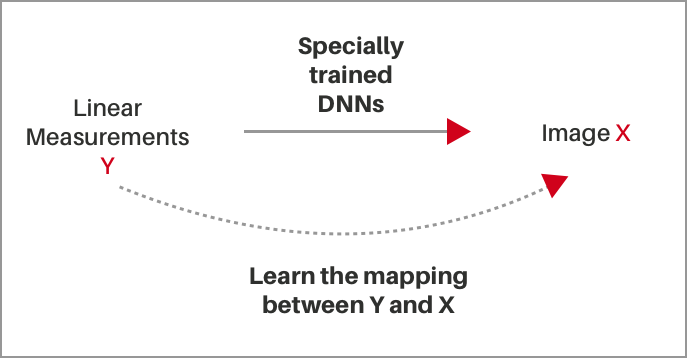 Specially
trained
DNNs
Linear
Measurements
Y
Image X
Learn the mapping
between Y and X